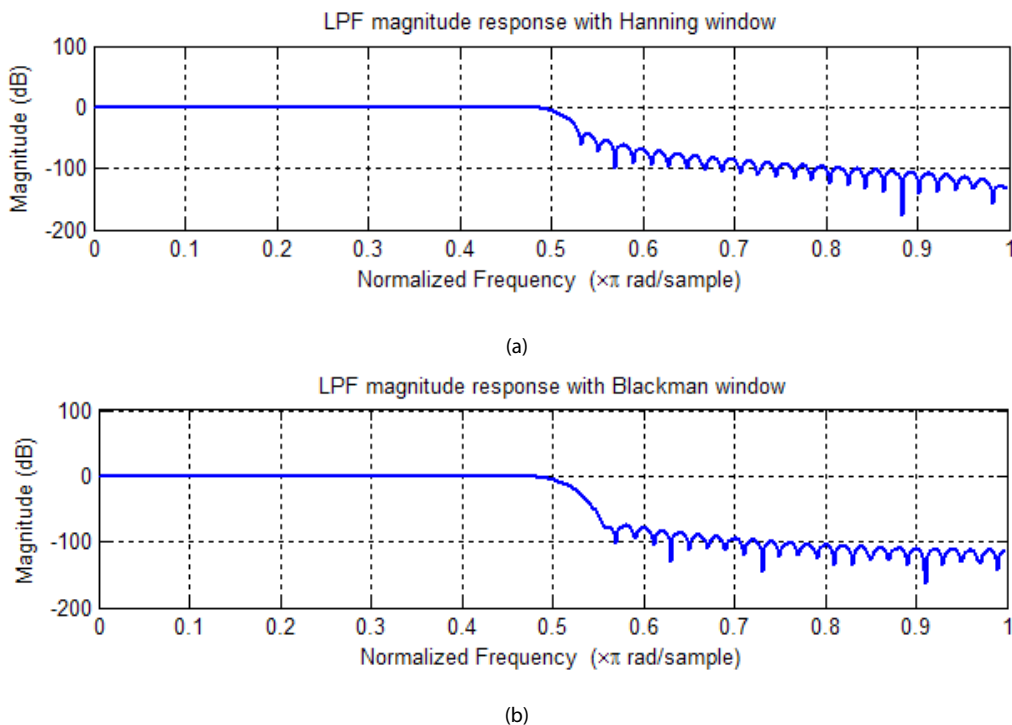 LPF magnitude response with Hanning window
Magnitude (dB)
100
0
-100
-200
0 0.1 0.2 0.3 0.4 0.5 0.6 0.7 0.8 0.9 1
Normalized Frequency (×π rad/sample)
(a)
LPF magnitude response with Blackman window
Magnitude (dB)
100
0
-100
-200
0 0.1 0.2 0.3 0.4 0.5 0.6 0.7 0.8 0.9 1
Normalized Frequency (×π rad/sample)
(b)